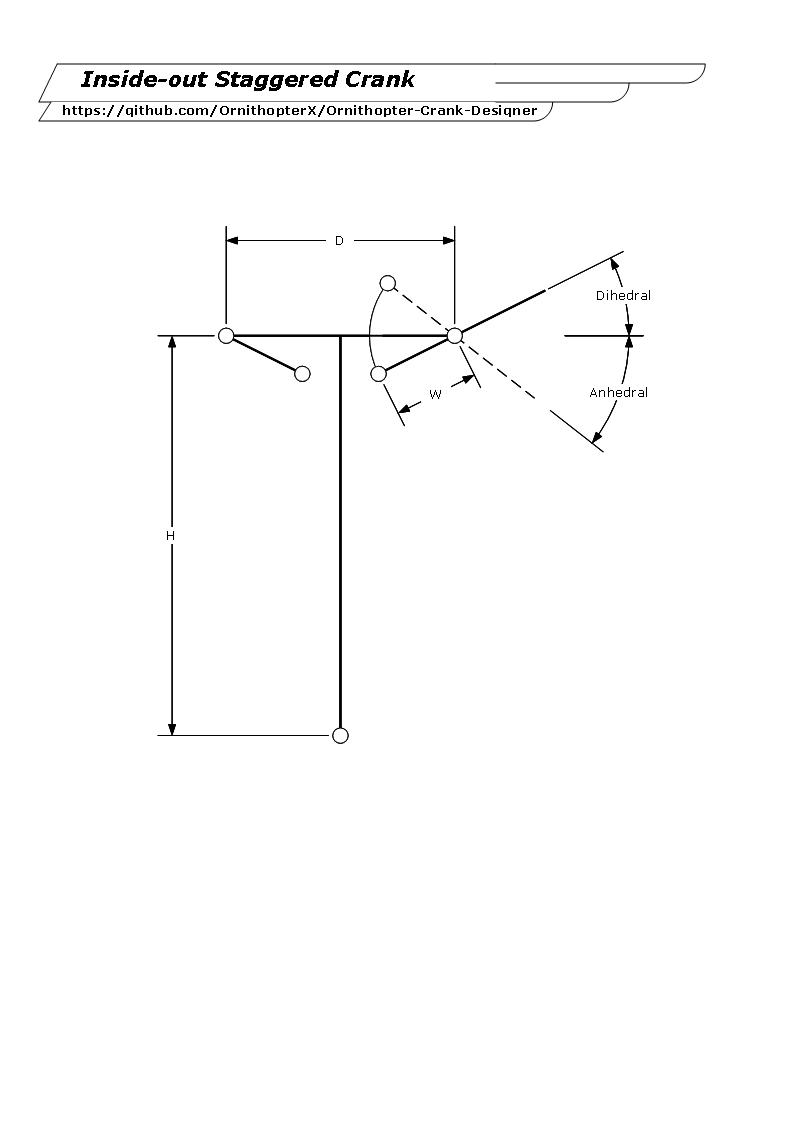 Inside-out Staggered Crank
https://github.com/OrnithopterX/Ornithopter-Crank-Designer
D
Dihedral
Anhedral
W
H